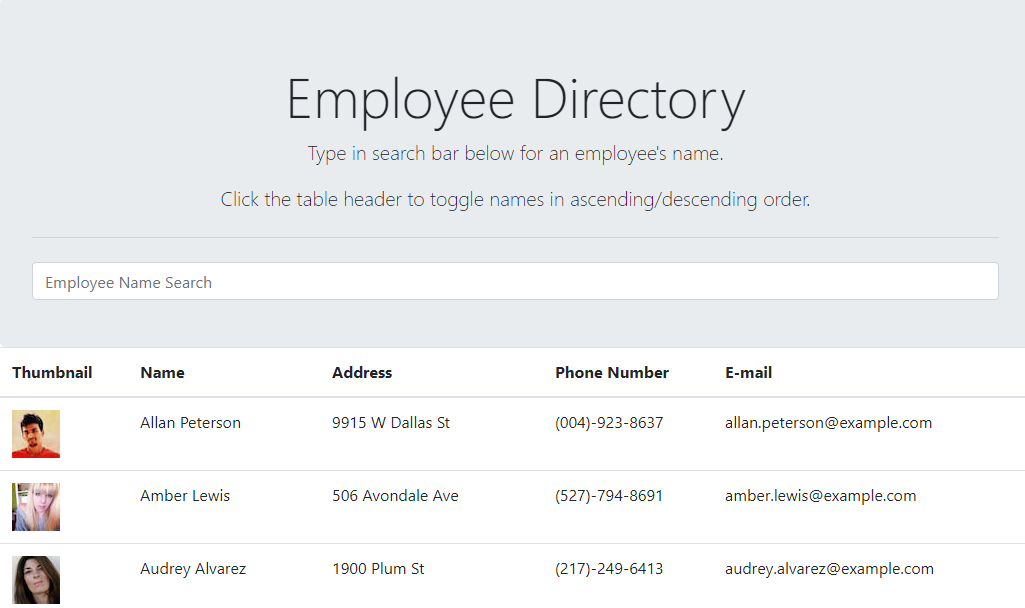 Employee Directory
Type in search bar below for an employee's name.
Click the table header to toggle names in ascending/descending order.
Employee Name Search
Thumbnail Name Address Phone Number E-mail
Allan Peterson 9915 W Dallas St (004)-923-8637 allan.peterson@example.com
Amber Lewis 506 Avondale Ave (527)-794-8691 amber.lewis@example.com
Audrey Alvarez 1900 Plum St (217)-249-6413 audrey.alvarez@example.com